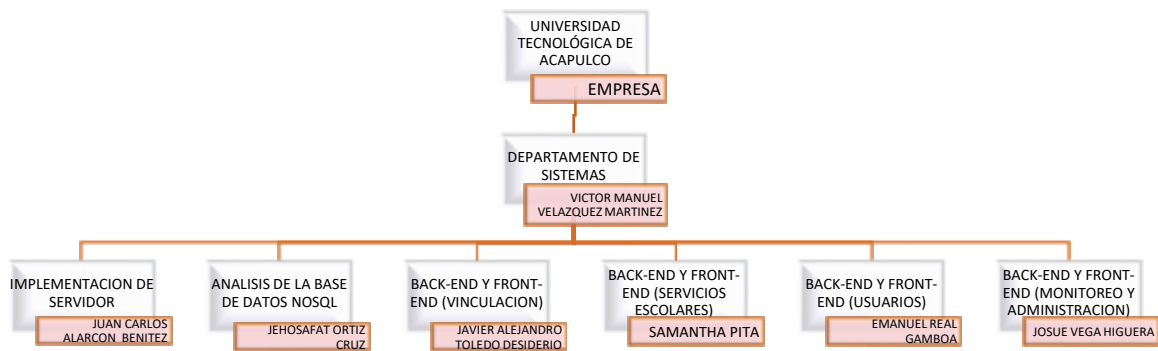 UNIVERSIDAD
TECNOLÓGICA DE
ACAPULCO
EMPRESA
DEPARTAMENTO DE
SISTEMAS
VICTOR MANUEL
VELAZQUEZ MARTINEZ
IMPLEMENTACION DE
SERVIDOR
JUAN CARLOS
ALARCON BENITEZ
ANALISIS DE LA BASE
DE DATOS NOSQL
JEHOSAFAT ORTIZ
CRUZ
BACK-END Y FRONT-
END (VINCULACION)
JAVIER ALEJANDRO
TOLEDO DESIDERIO
BACK-END Y FRONT-
END (SERVICIOS
ESCOLARES)
SAMANTHA PITA
BACK-END Y FRONT-
END (USUARIOS)
EMANUEL REAL
GAMBOA
BACK-END Y FRONT-
END (MONITOREO Y
ADMINISTRACION)
JOSUE VEGA HIGUERA